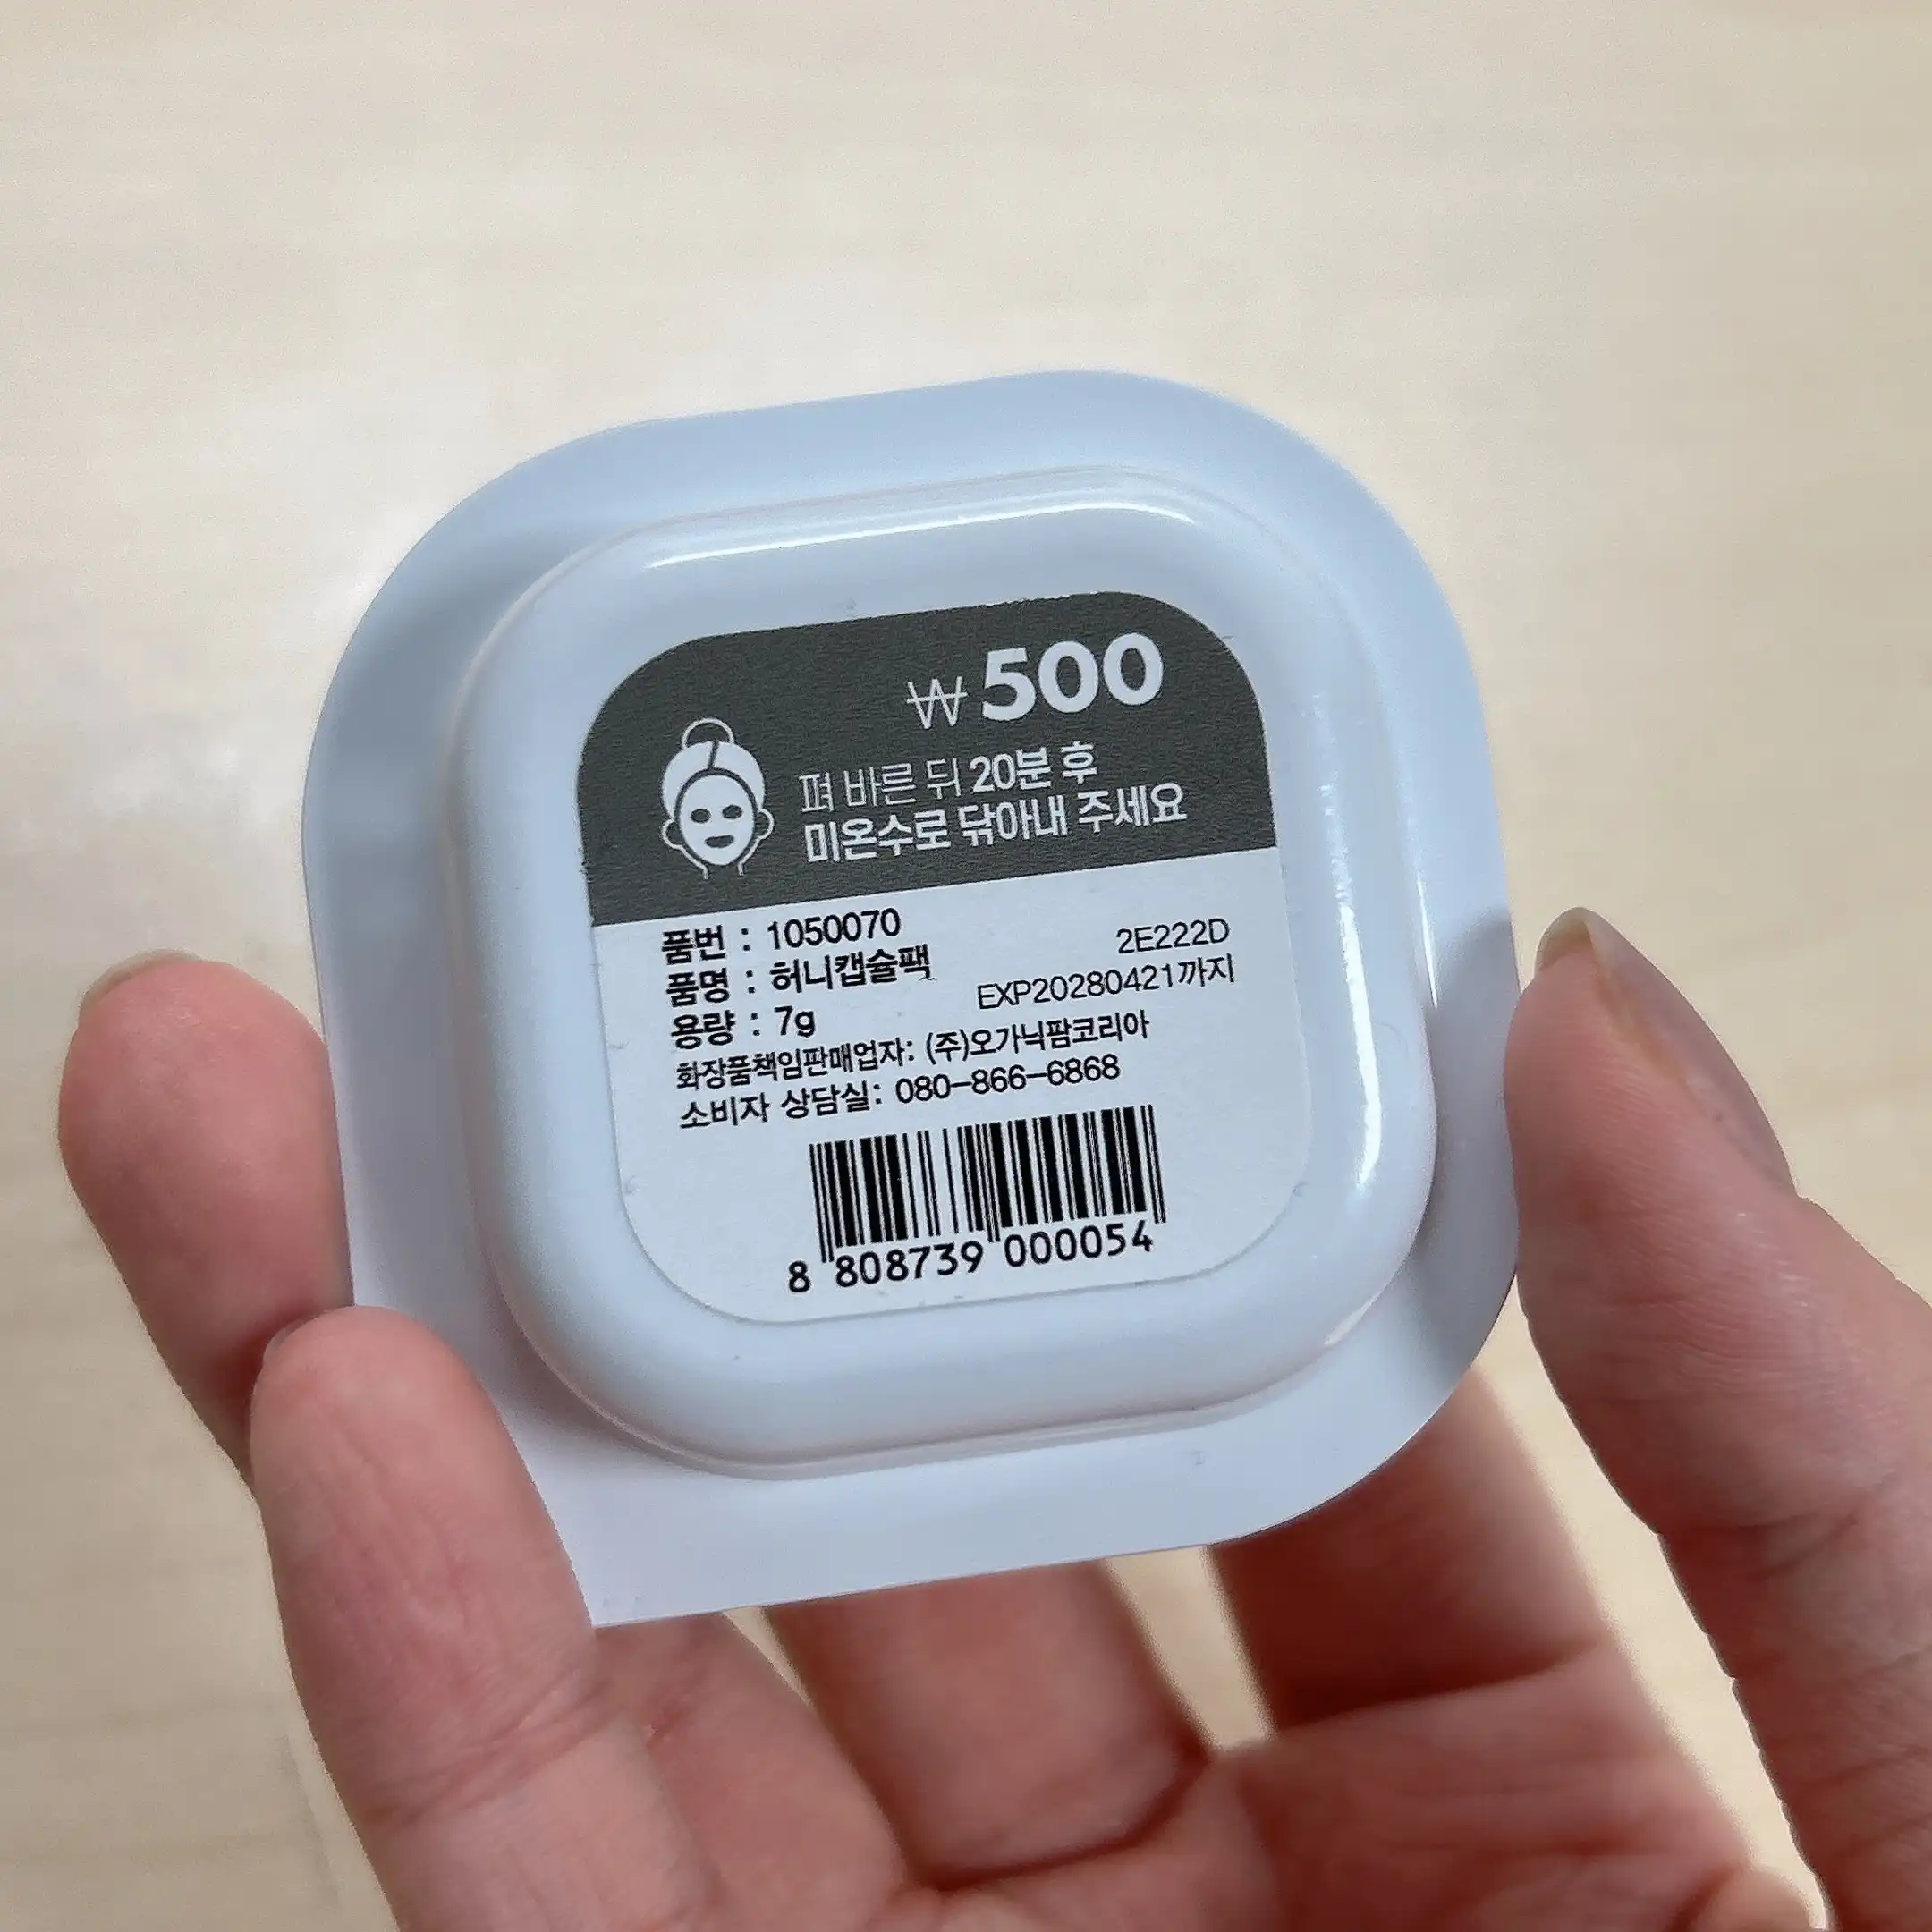 ₩500
펴 바른 뒤 20분 후
미온수로 닦아내 주세요
품번 : 1050070
2E222D
품명 : 허니캡슐팩
EXP20280421까지
용량 : 7g
화장품책임판매업자: (주)오가닉팜코리아
소비자 상담실: 080-866-6868
8 808739 000054